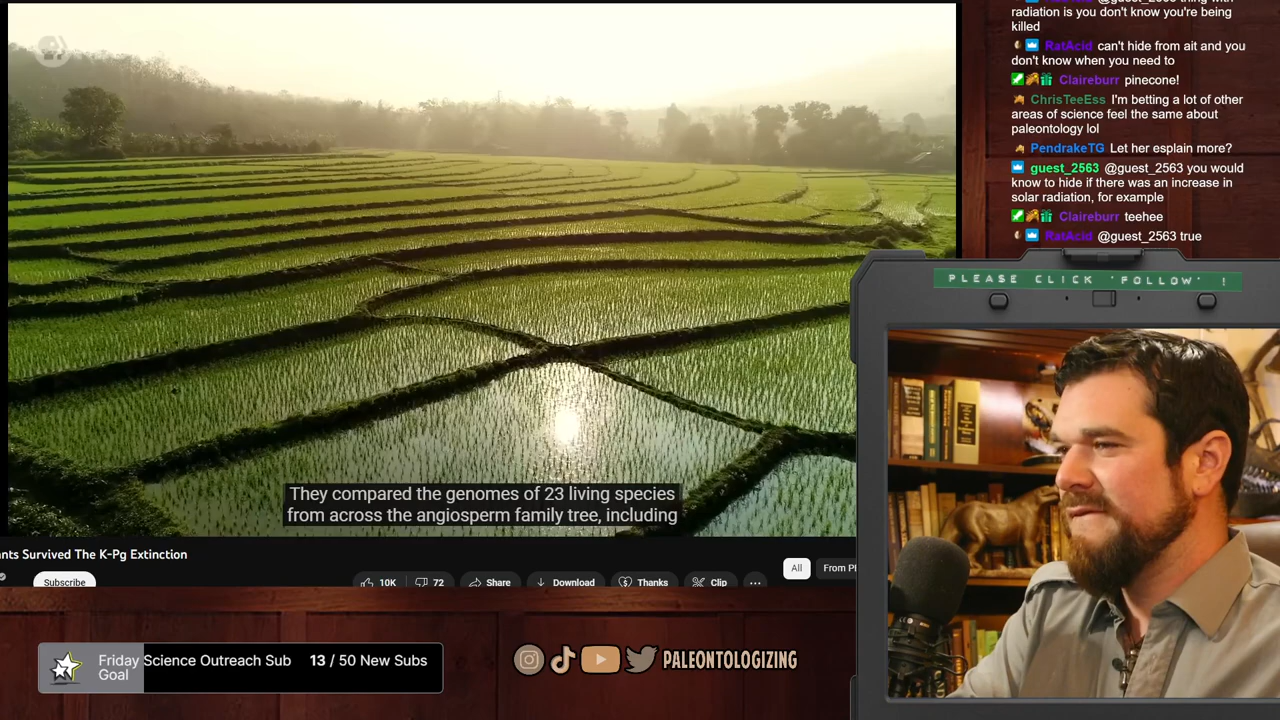 radiation is you don't know you're being
killed
RatAcid can't hide from ait and you
don't know when you need to
Claireburr pinecone!
ChrisTeeEss I'm betting a lot of other
areas of science feel the same about
paleontology lol
PendrakeTG Let her esplain more?
guest_2563 @guest_2563 you would
know to hide if there was an increase in
solar radiation, for example
Claireburr teehee
RatAcid @guest_2563 true
PLEASE CLICK "FOLLOW" !
They compared the genomes of 23 living species
from across the angiosperm family tree, including
nts Survived The K-Pg Extinction
Subscribe
10K
72
Share
Download
Thanks
Clip
...
All
From P
Friday Science Outreach Sub
Goal
13 / 50 New Subs
PALEONTOLOGIZING